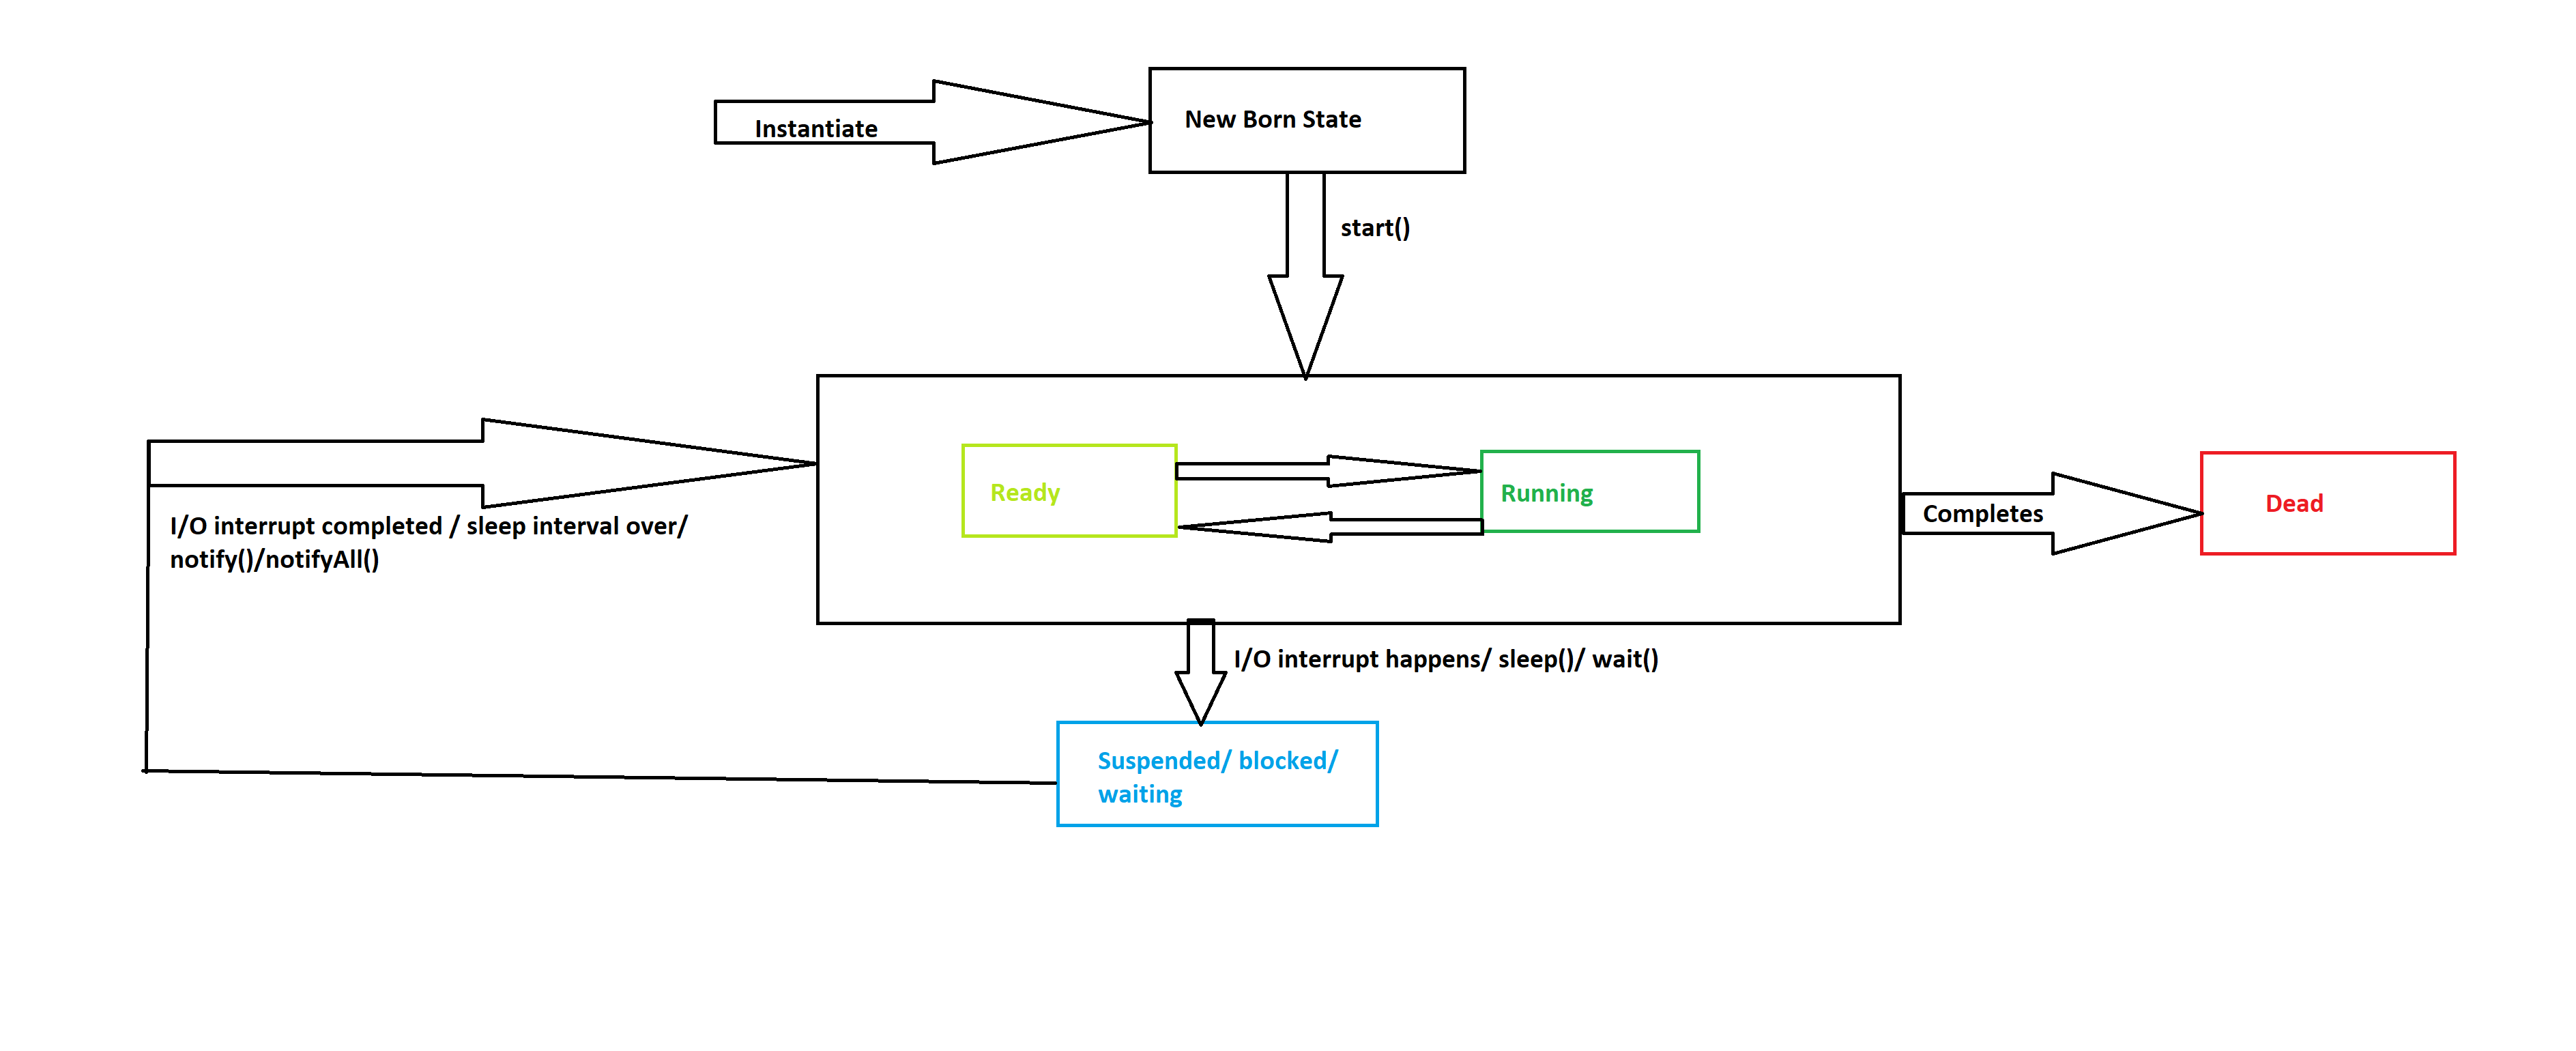 Instantiate
New Born State
start()
Ready
Running
Completes
Dead
I/O interrupt completed / sleep interval over/
notify()/notifyAll()
I/O interrupt happens/ sleep()/ wait()
Suspended/ blocked/
waiting